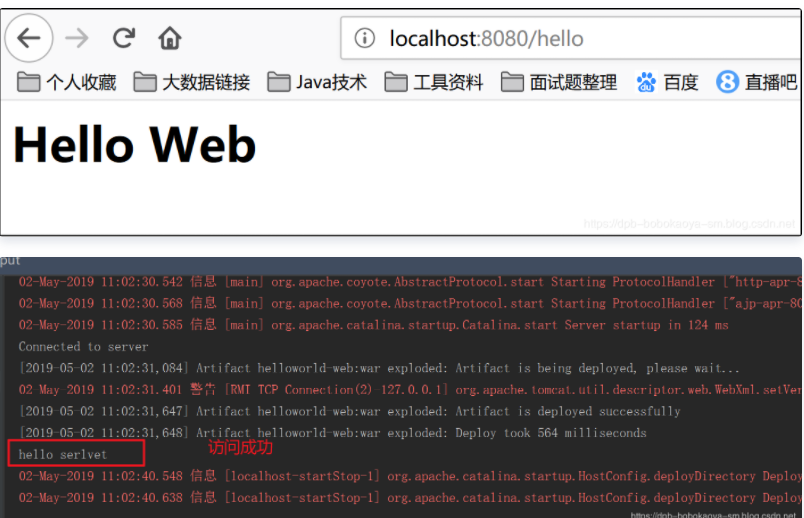 localhost:8080/hello
个人收藏 大数据链接 Java技术 工具资料 面试题整理 百度 直播吧
Hello Web
https://dpb-bobokaoya-sm.blog.csdn.net
put
02-May-2019 11:02:30.542 信息 [main] org.apache.coyote.AbstractProtocol.start Starting ProtocolHandler ["http-apr-8
02-May-2019 11:02:30.568 信息 [main] org.apache.coyote.AbstractProtocol.start Starting ProtocolHandler ["ajp-apr-80
02-May-2019 11:02:30.585 信息 [main] org.apache.catalina.startup.Catalina.start Server startup in 124 ms
Connected to server
[2019-05-02 11:02:31,084] Artifact helloworld-web:war exploded: Artifact is being deployed, please wait...
02-May-2019 11:02:31.401 警告 [RMI TCP Connection(2)-127.0.0.1] org.apache.tomcat.util.descriptor.web.WebXml.setVer
[2019-05-02 11:02:31,647] Artifact helloworld-web:war exploded: Artifact is deployed successfully
[2019-05-02 11:02:31,648] Artifact helloworld-web:war exploded: Deploy took 564 milliseconds
hello serlvet 访问成功
02-May-2019 11:02:40.548 信息 [localhost-startStop-1] org.apache.catalina.startup.HostConfig.deployDirectory Deploy
02-May-2019 11:02:40.638 信息 [localhost-startStop-1] org.apache.catalina.startup.HostConfig.deployDirectory Deploy
https://dpb-bobokaoya-sm.blog.csdn.net